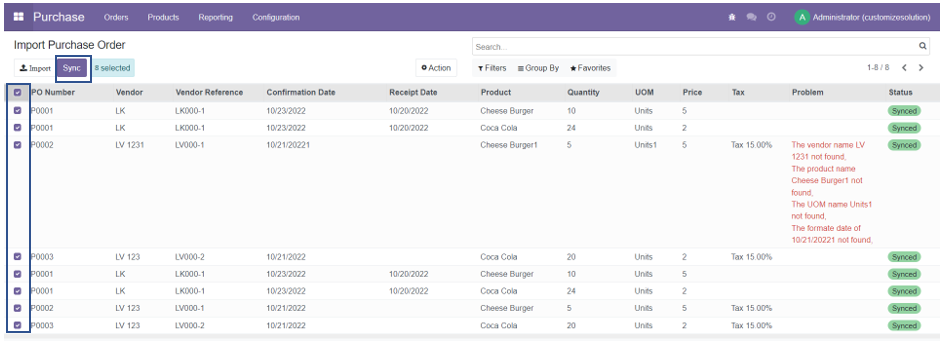 Purchase Orders Products Reporting Configuration A Administrator (customizesolution)
Import Purchase Order Search...
Import Sync 8 selected Action Filters Group By Favorites 1-8 / 8
PO Number Vendor Vendor Reference Confirmation Date Receipt Date Product Quantity UOM Price Tax Problem Status
P0001 LK LK000-1 10/23/2022 10/20/2022 Cheese Burger 10 Units 5 Synced
P0001 LK LK000-1 10/23/2022 10/20/2022 Coca Cola 24 Units 2 Synced
P0002 LV 1231 LV000-1 10/21/20221 Cheese Burger1 5 Units1 5 Tax 15.00% The vendor name LV Synced
1231 not found,
The product name
Cheese Burger1 not
found,
The UOM name Units1
not found,
The formate date of
10/21/20221 not found,
P0003 LV 123 LV000-2 10/21/2022 Coca Cola 20 Units 2 Tax 15.00% Synced
P0001 LK LK000-1 10/23/2022 10/20/2022 Cheese Burger 10 Units 5 Synced
P0001 LK LK000-1 10/23/2022 10/20/2022 Coca Cola 24 Units 2 Synced
P0002 LV 123 LV000-1 10/21/2022 Cheese Burger 5 Units 5 Tax 15.00% Synced
P0003 LV 123 LV000-2 10/21/2022 Coca Cola 20 Units 2 Tax 15.00% Synced